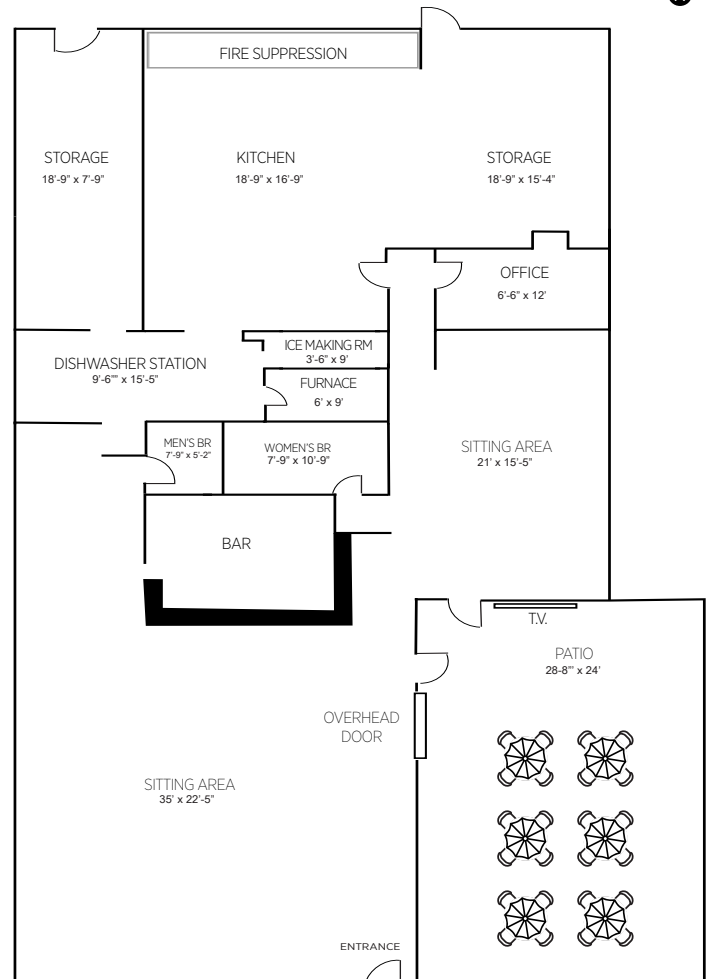 FIRE SUPPRESSION
STORAGE
18'-9" x 7'-9"
KITCHEN
18'-9" x 16'-9"
STORAGE
18'-9" x 15'-4"
OFFICE
6'-6" x 12'
ICE MAKING RM
3'-6" x 9'
DISHWASHER STATION
9'-6"" x 15'-5"
FURNACE
6' x 9'
MEN'S BR
7'-9" x 5'-2"
WOMEN'S BR
7'-9" x 10'-9"
SITTING AREA
21' x 15'-5"
BAR
T.V.
PATIO
28-8"' x 24'
OVERHEAD
DOOR
SITTING AREA
35' x 22'-5"
ENTRANCE